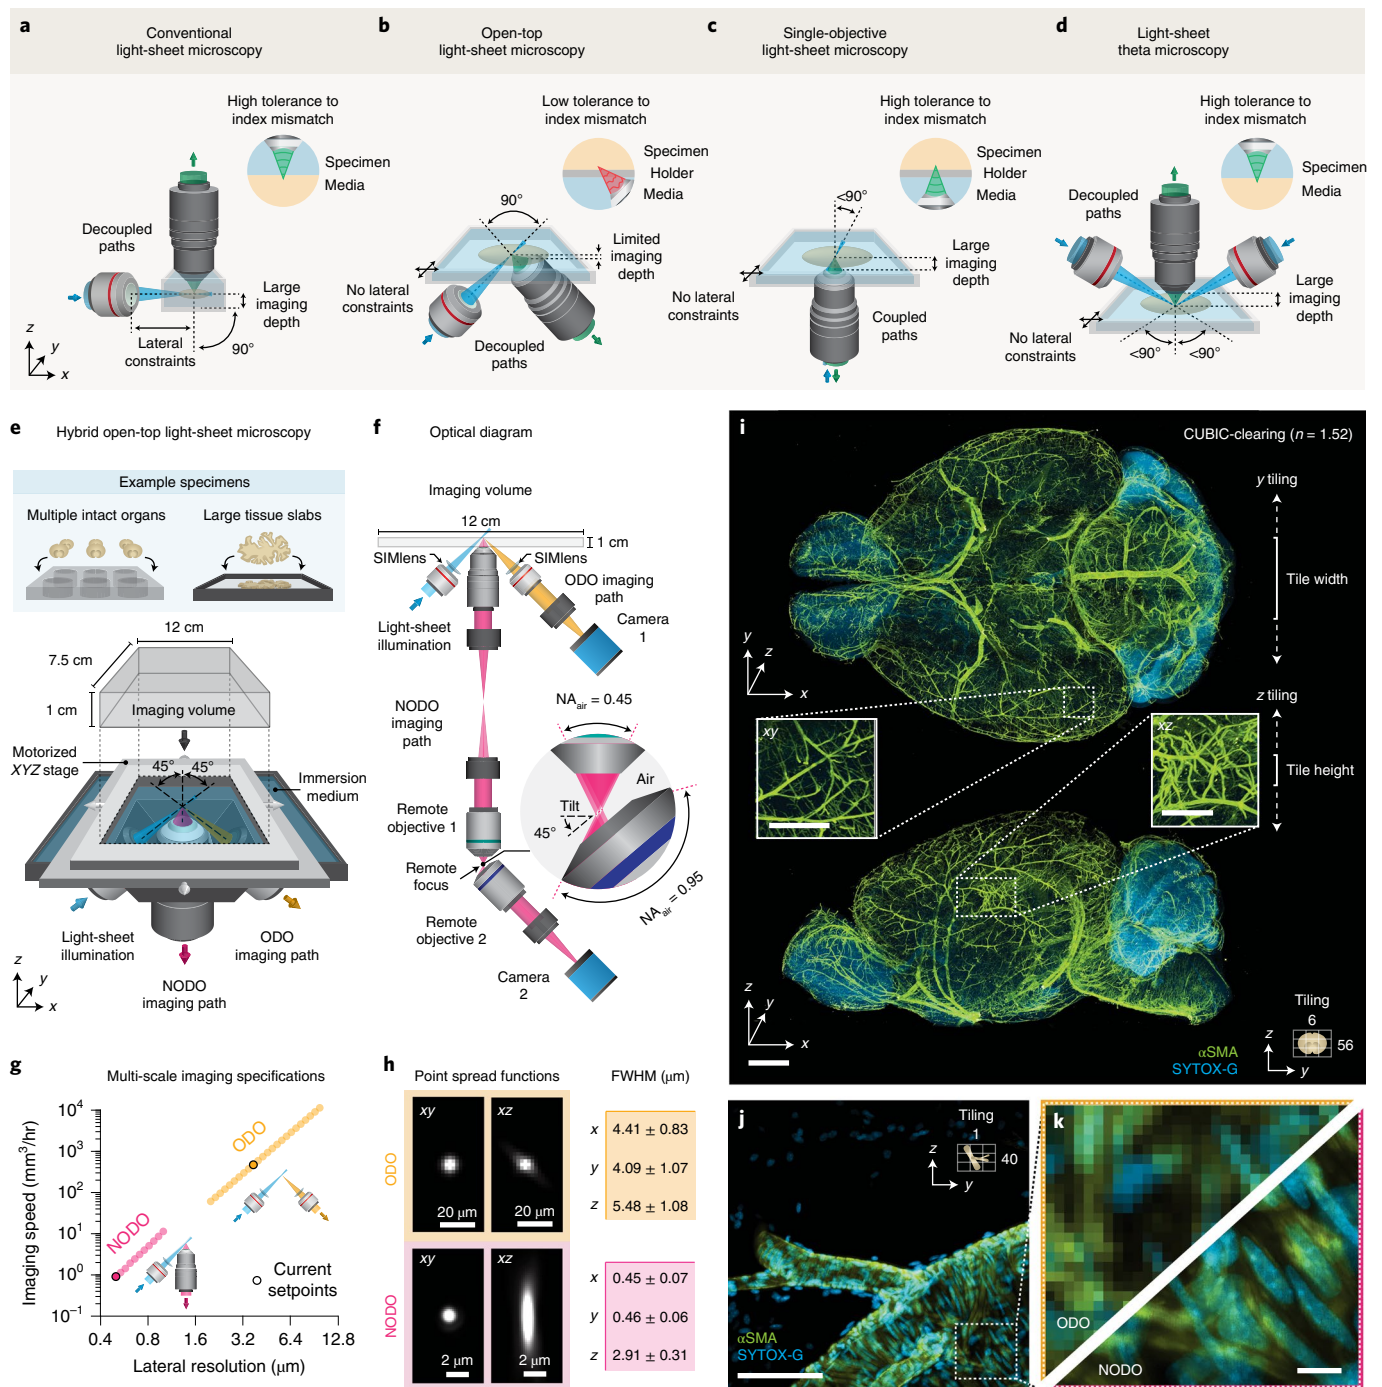 a
Conventional
light-sheet microscopy
High tolerance to
index mismatch
Specimen
Media
Decoupled
paths
Large
imaging
depth
Lateral
constraints
90°
z
y
x
b
Open-top
light-sheet microscopy
Low tolerance to
index mismatch
Specimen
Holder
Media
90°
Limited
imaging
depth
No lateral
constraints
Decoupled
paths
c
Single-objective
light-sheet microscopy
High tolerance to
index mismatch
Specimen
Holder
Media
<90°
Large
imaging
depth
No lateral
constraints
Coupled
paths
d
Light-sheet
theta microscopy
High tolerance to
index mismatch
Specimen
Media
Decoupled
paths
Large
imaging
depth
No lateral
constraints
<90°
<90°
e
Hybrid open-top light-sheet microscopy
Example specimens
Multiple intact organs
Large tissue slabs
12 cm
7.5 cm
1 cm
Imaging volume
Motorized
XYZ stage
45°
45°
Immersion
medium
Light-sheet
illumination
ODO
imaging path
NODO
imaging path
z
y
x
f
Optical diagram
Imaging volume
12 cm
1 cm
SIMlens
SIMlens
ODO imaging
path
Light-sheet
illumination
Camera
1
NODO
imaging
path
NAair = 0.45
Air
Tilt
45°
NAair = 0.95
Remote
objective 1
Remote
focus
Remote
objective 2
Camera
2
g
Multi-scale imaging specifications
Imaging speed (mm3/hr)
10⁴
10³
10²
10¹
10⁰
10⁻¹
ODO
NODO
Current
setpoints
0.4
0.8
1.6
3.2
6.4
12.8
Lateral resolution (μm)
h
Point spread functions
FWHM (μm)
ODO
xy
20 μm
xz
20 μm
x 4.41 ± 0.83
y 4.09 ± 1.07
z 5.48 ± 1.08
NODO
xy
2 μm
xz
2 μm
x 0.45 ± 0.07
y 0.46 ± 0.06
z 2.91 ± 0.31
i
CUBIC-clearing (n = 1.52)
y tiling
Tile width
y
z
x
z tiling
Tile height
xy
xz
z
y
x
Tiling
6
56
z
y
αSMA
SYTOX-G
j
Tiling
1
40
z
y
αSMA
SYTOX-G
k
ODO
NODO